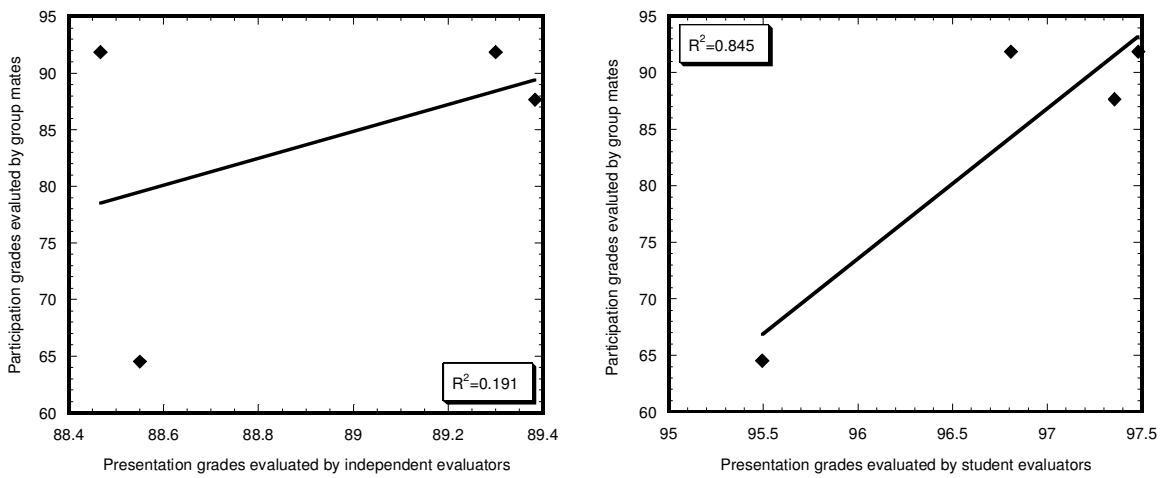 Participation grades evaluted by group mates
95
90
85
80
75
70
65
60
R²=0.191
88.4 88.6 88.8 89 89.2 89.4
Presentation grades evaluated by independent evaluators
Participation grades evaluted by group mates
95
90
85
80
75
70
65
60
R²=0.845
95 95.5 96 96.5 97 97.5
Presentation grades evaluated by student evaluators